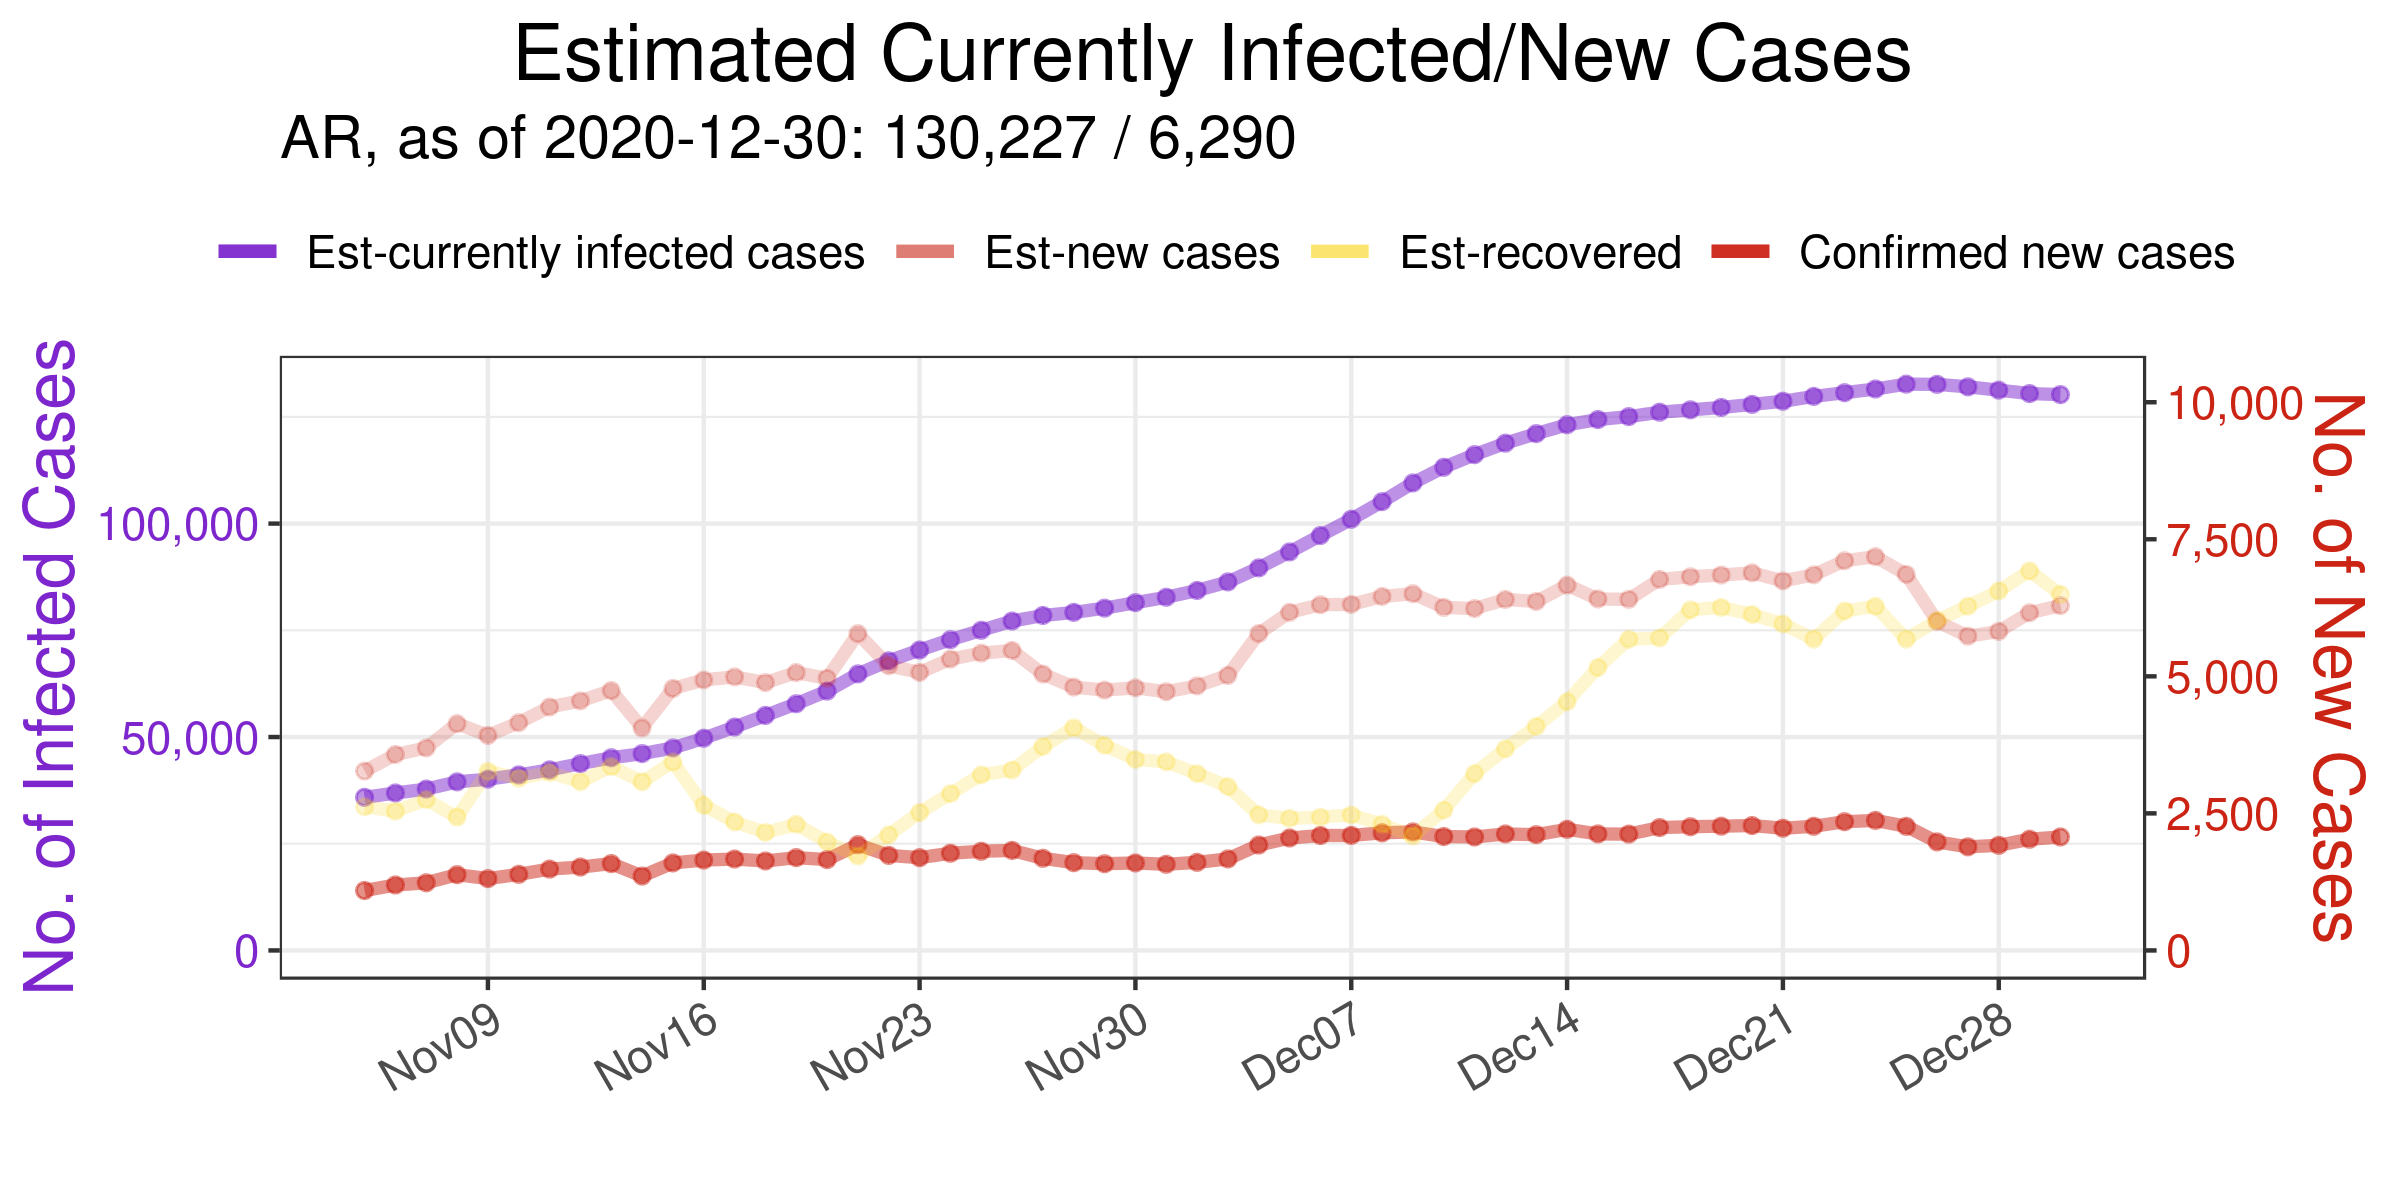 Estimated Currently Infected/New Cases
AR, as of 2020-12-30: 130,227 / 6,290
Est-currently infected cases Est-new cases Est-recovered Confirmed new cases
No. of Infected Cases
100,000
50,000
0
10,000
7,500
5,000
2,500
0
No. of New Cases
Nov09 Nov16 Nov23 Nov30 Dec07 Dec14 Dec21 Dec28